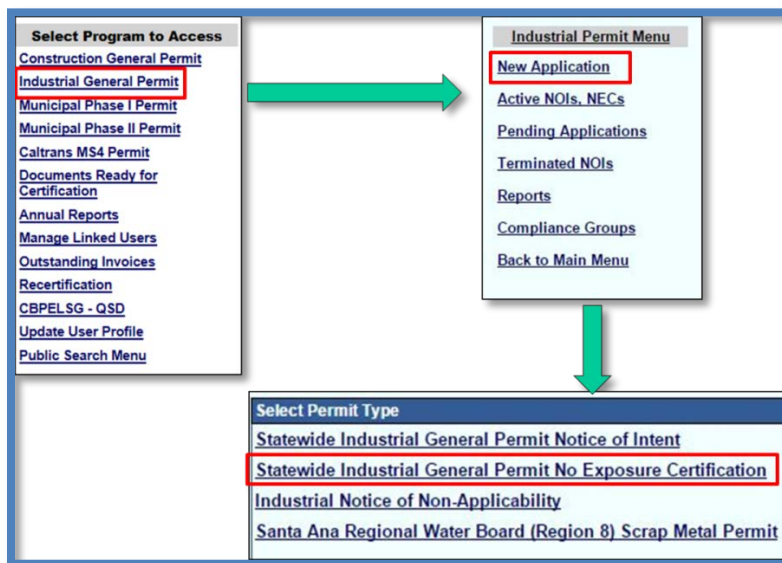 Select Program to Access
Construction General Permit
Industrial General Permit
Municipal Phase I Permit
Municipal Phase II Permit
Caltrans MS4 Permit
Documents Ready for
Certification
Annual Reports
Manage Linked Users
Outstanding Invoices
Recertification
CBPELSG - QSD
Update User Profile
Public Search Menu
Industrial Permit Menu
New Application
Active NOIs, NECs
Pending Applications
Terminated NOIs
Reports
Compliance Groups
Back to Main Menu
Select Permit Type
Statewide Industrial General Permit Notice of Intent
Statewide Industrial General Permit No Exposure Certification
Industrial Notice of Non-Applicability
Santa Ana Regional Water Board (Region 8) Scrap Metal Permit